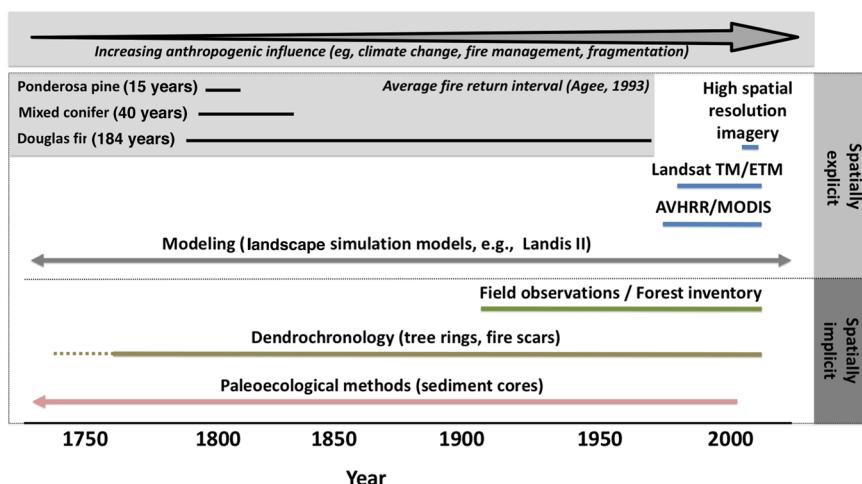 Increasing anthropogenic influence (eg, climate change, fire management, fragmentation)
Ponderosa pine (15 years)
Average fire return interval (Agee, 1993)
Mixed conifer (40 years)
Douglas fir (184 years)
High spatial
resolution
imagery
Landsat TM/ETM
AVHRR/MODIS
Modeling (landscape simulation models, e.g., Landis II)
Spatially
explicit
Field observations / Forest inventory
Dendrochronology (tree rings, fire scars)
Paleoecological methods (sediment cores)
Spatially
implicit
1750 1800 1850 1900 1950 2000
Year